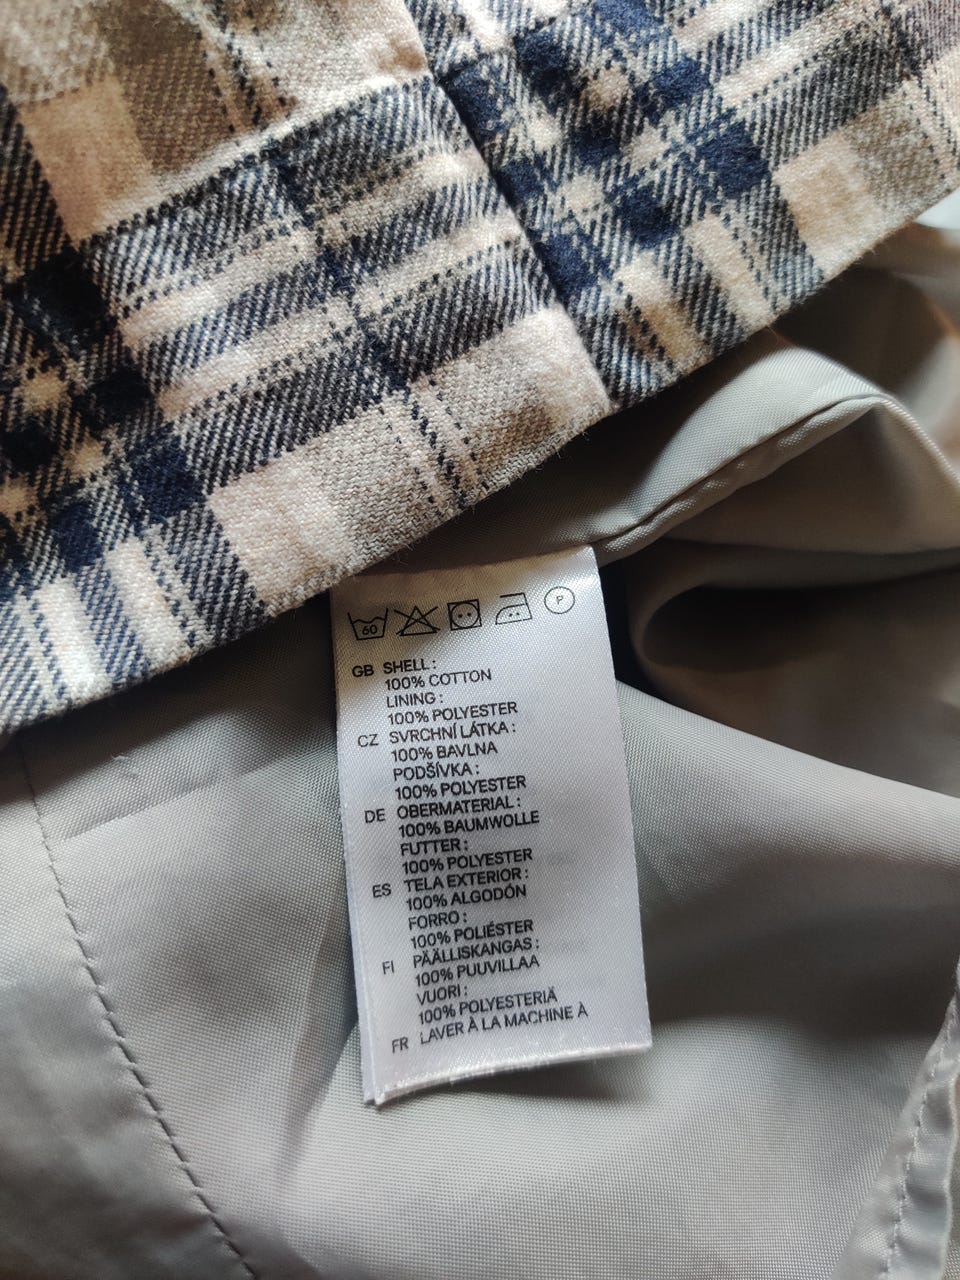 60 P
GB SHELL:
100% COTTON
LINING:
100% POLYESTER
CZ SVRCHNÍ LÁTKA:
100% BAVLNA
PODŠÍVKA:
100% POLYESTER
DE OBERMATERIAL:
100% BAUMWOLLE
FUTTER:
100% POLYESTER
ES TELA EXTERIOR:
100% ALGODÓN
FORRO:
100% POLIÉSTER
FI PÄÄLLISKANGAS:
100% PUUVILLAA
VUORI:
100% POLYESTERIÄ
FR LAVER À LA MACHINE À